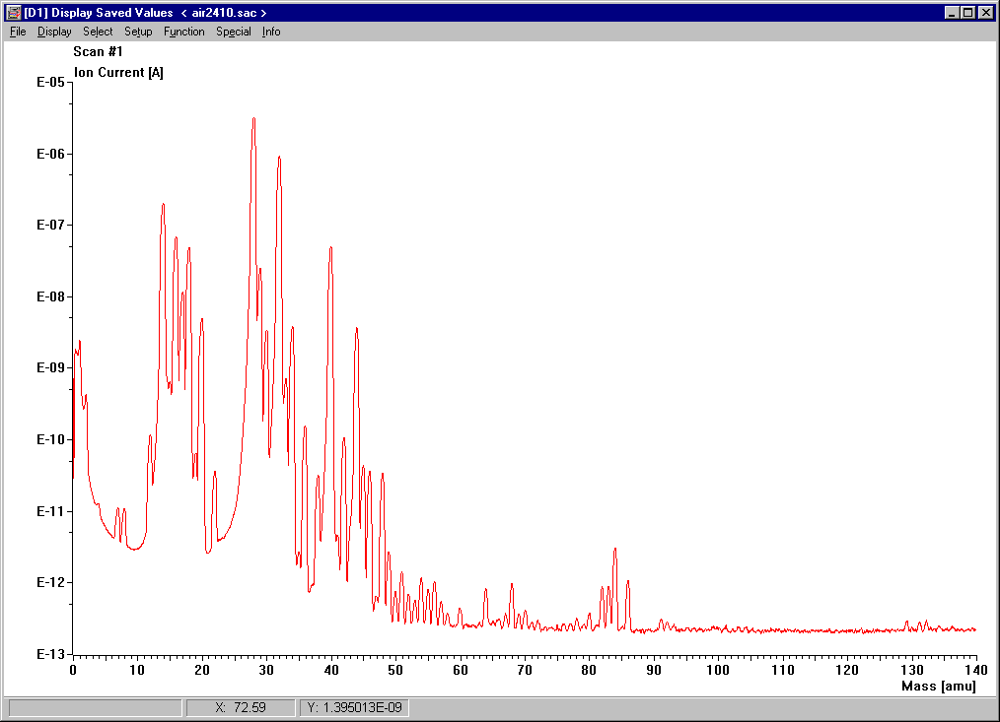 [D1] Display Saved Values < air2410.sac >
File Display Select Setup Function Special Info
Scan #1
Ion Current [A]
E-05
E-06
E-07
E-08
E-09
E-10
E-11
E-12
E-13
0 10 20 30 40 50 60 70 80 90 100 110 120 130 140
Mass [amu]
X: 72.59 Y: 1.395013E-09